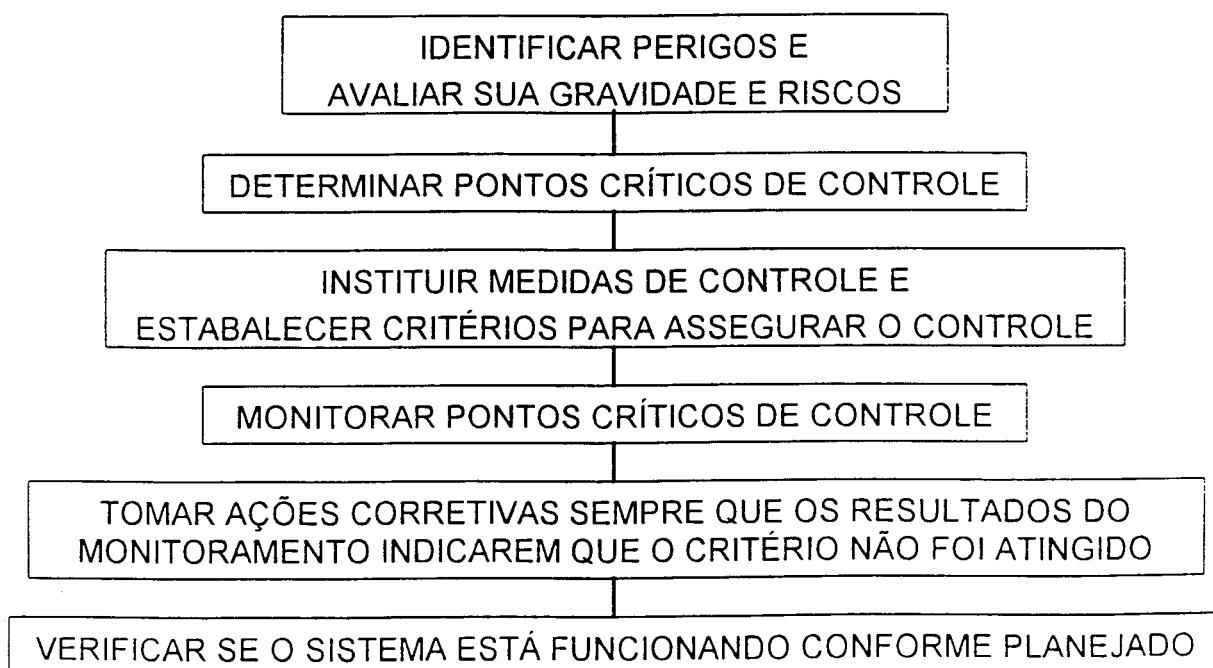 IDENTIFICAR PERIGOS E
AVALIAR SUA GRAVIDADE E RISCOS
DETERMINAR PONTOS CRÍTICOS DE CONTROLE
INSTITUIR MEDIDAS DE CONTROLE E
ESTABALECER CRITÉRIOS PARA ASSEGURAR O CONTROLE
MONITORAR PONTOS CRÍTICOS DE CONTROLE
TOMAR AÇÕES CORRETIVAS SEMPRE QUE OS RESULTADOS DO
MONITORAMENTO INDICAREM QUE O CRITÉRIO NÃO FOI ATINGIDO
VERIFICAR SE O SISTEMA ESTÁ FUNCIONANDO CONFORME PLANEJADO